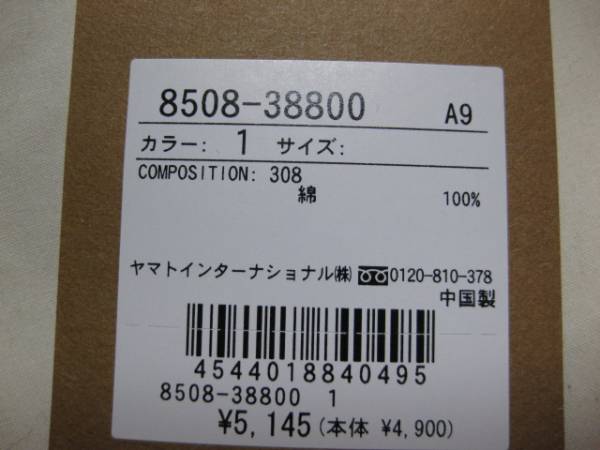 8508-38800 A9
カラー: 1 サイズ:
COMPOSITION: 308
綿 100%
ヤマトインターナショナル㈱ 0120-810-378
中国製
4544018840495
8508-38800 1
¥5,145(本体 ¥4,900)